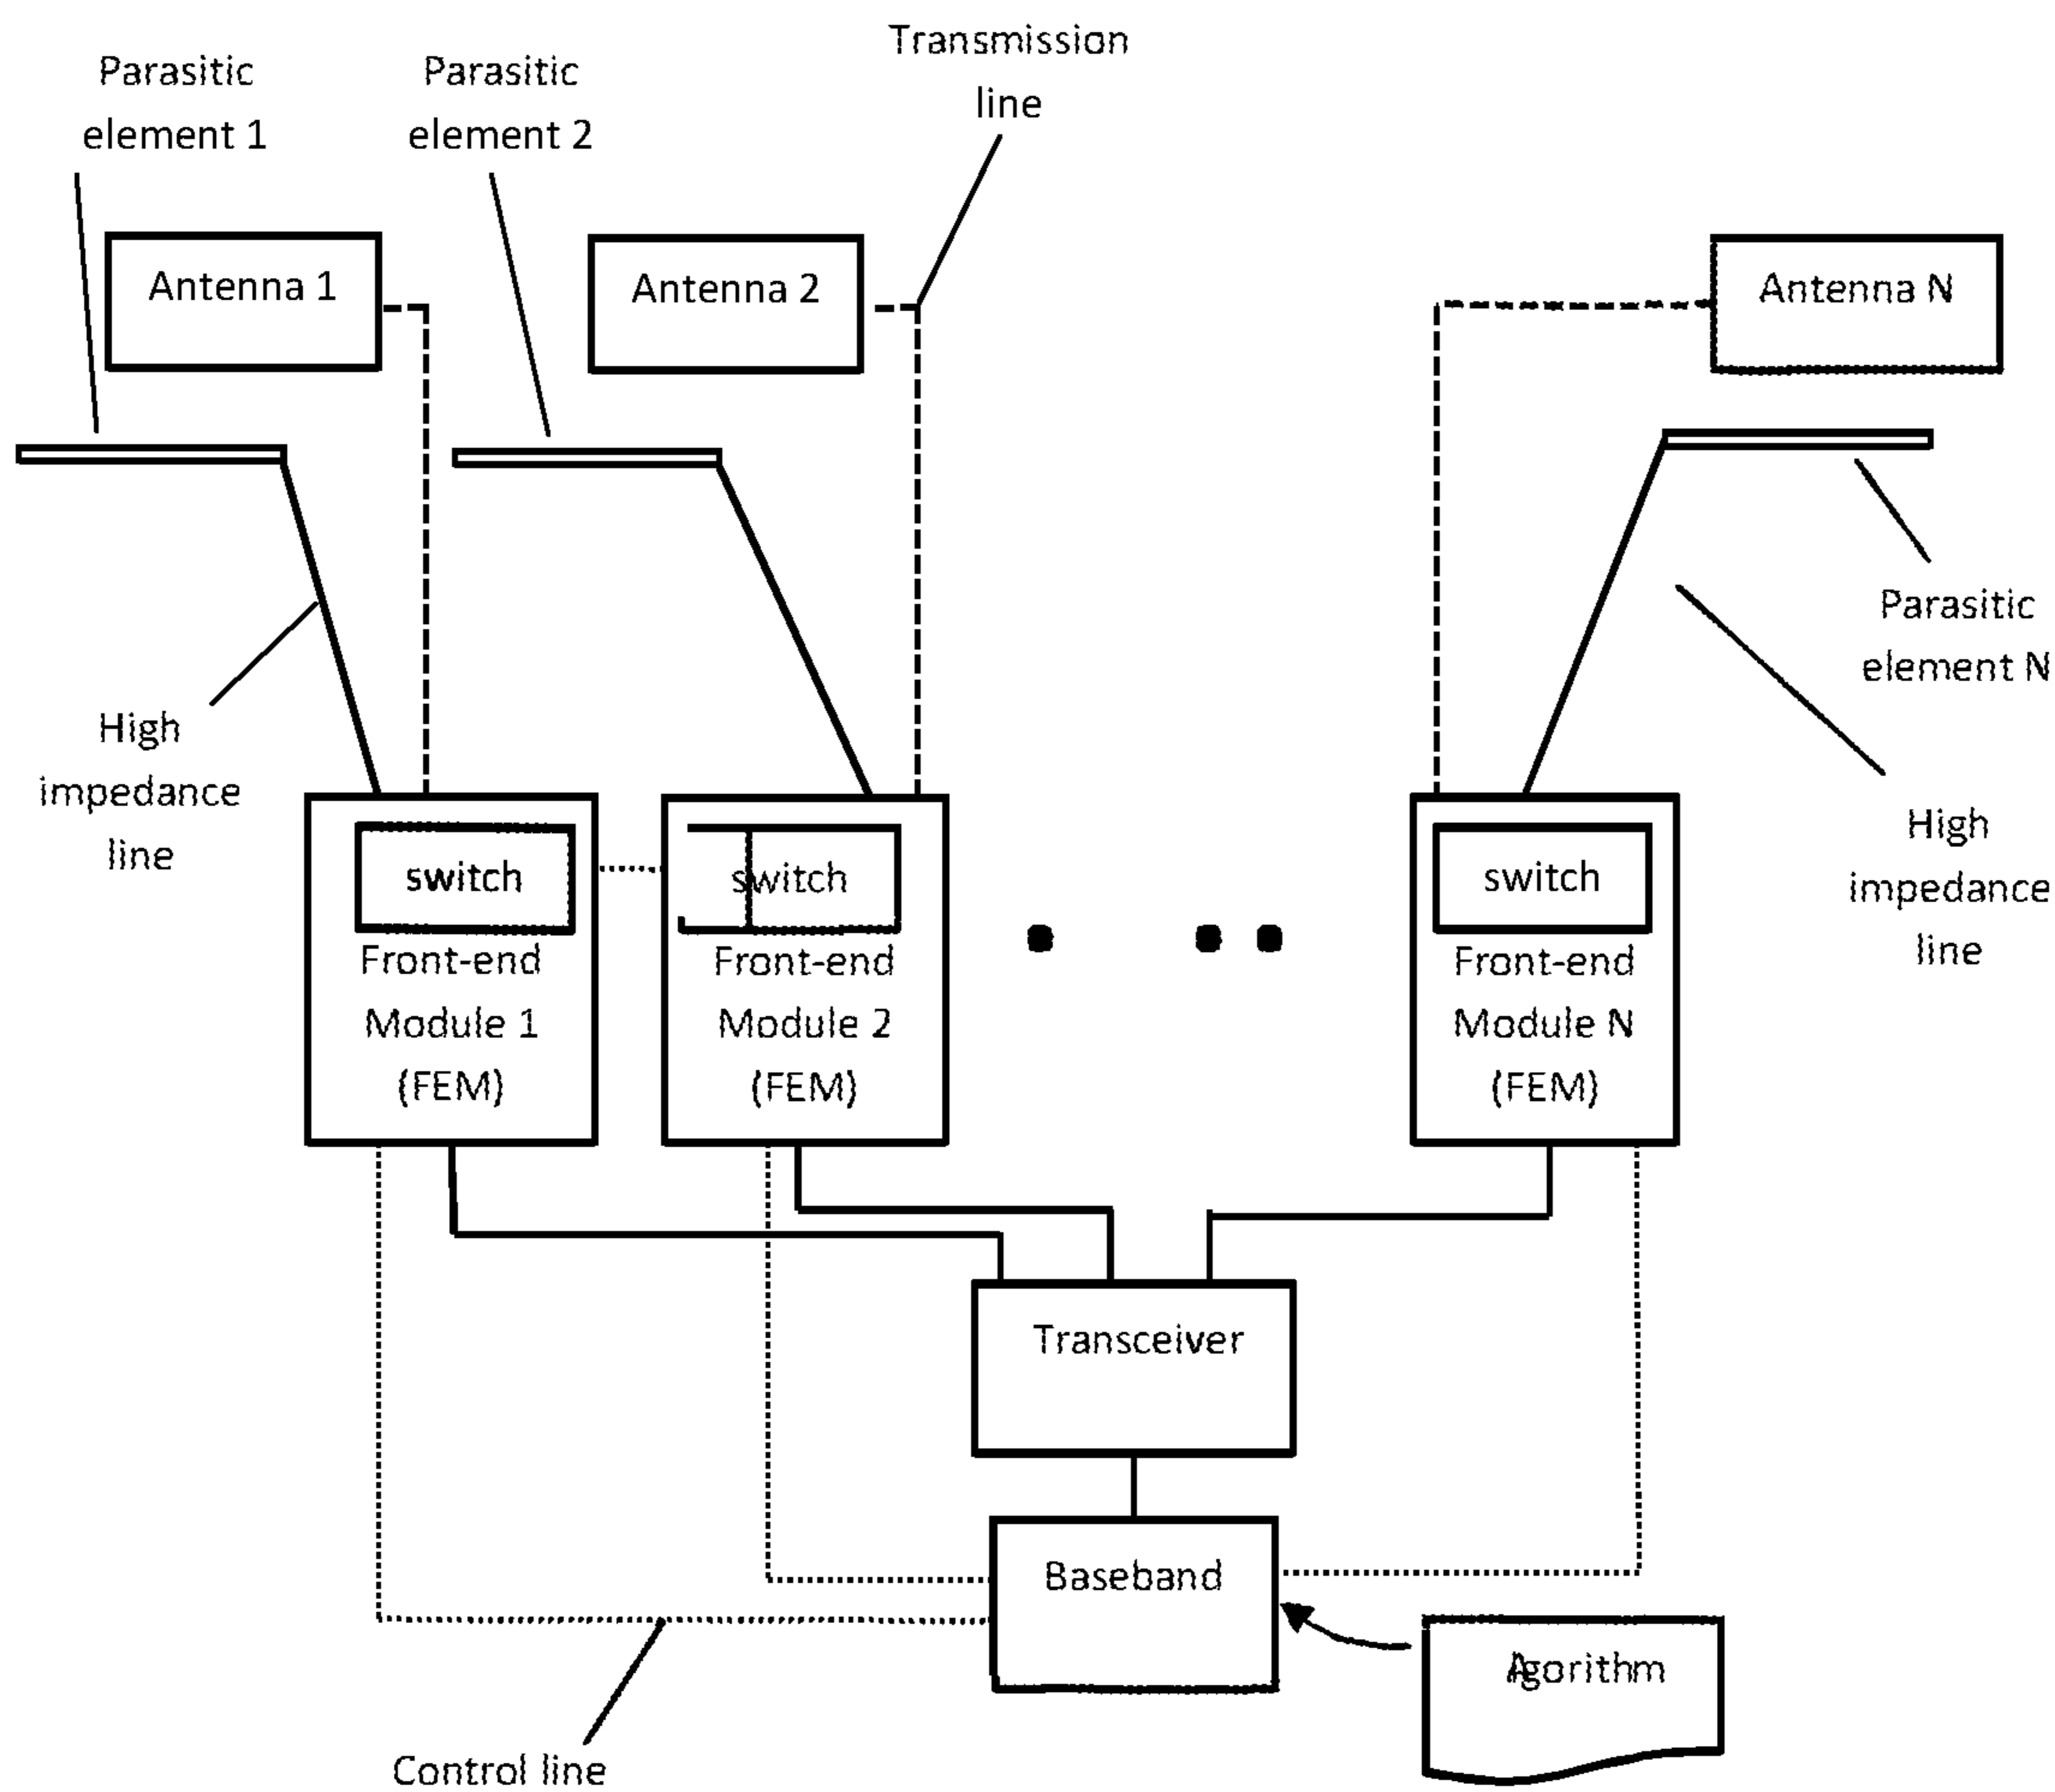 Transmission
line
Parasitic
element 1
Parasitic
element 2
Antenna 1
Antenna 2
Antenna N
Parasitic
element N
High
impedance
line
High
impedance
line
switch
Front-end
Module 1
(FEM)
switch
Front-end
Module 2
(FEM)
switch
Front-end
Module N
(FEM)
Transceiver
Baseband
Algorithm
Control line